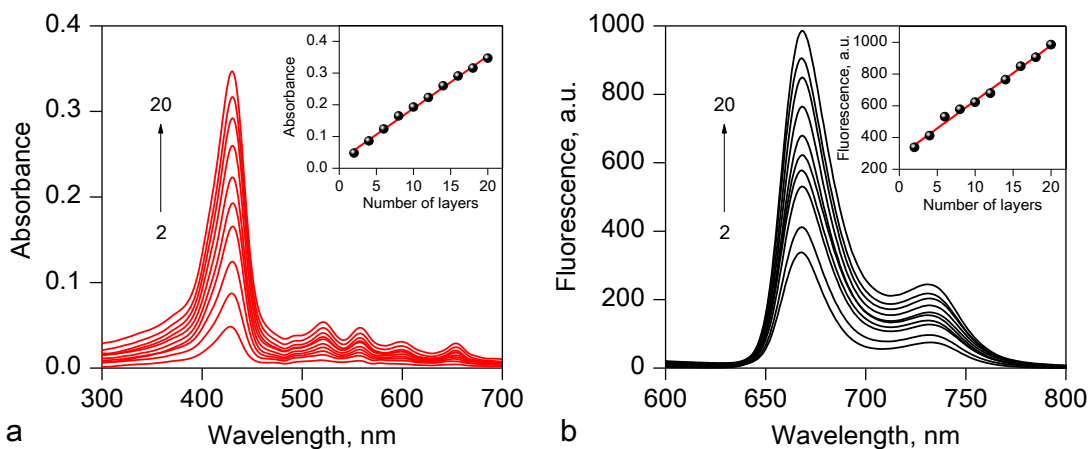 0.4
0.3
0.2
0.1
0.0
Absorbance
20
2
300 400 500 600 700
Wavelength, nm
a
0.4
0.3
0.2
0.1
0.0
Absorbance
0 5 10 15 20
Number of layers
1000
800
600
400
200
0
Fluorescence, a.u.
20
2
600 650 700 750 800
Wavelength, nm
b
1000
800
600
400
200
Fluorescence, a.u.
0 5 10 15 20
Number of layers